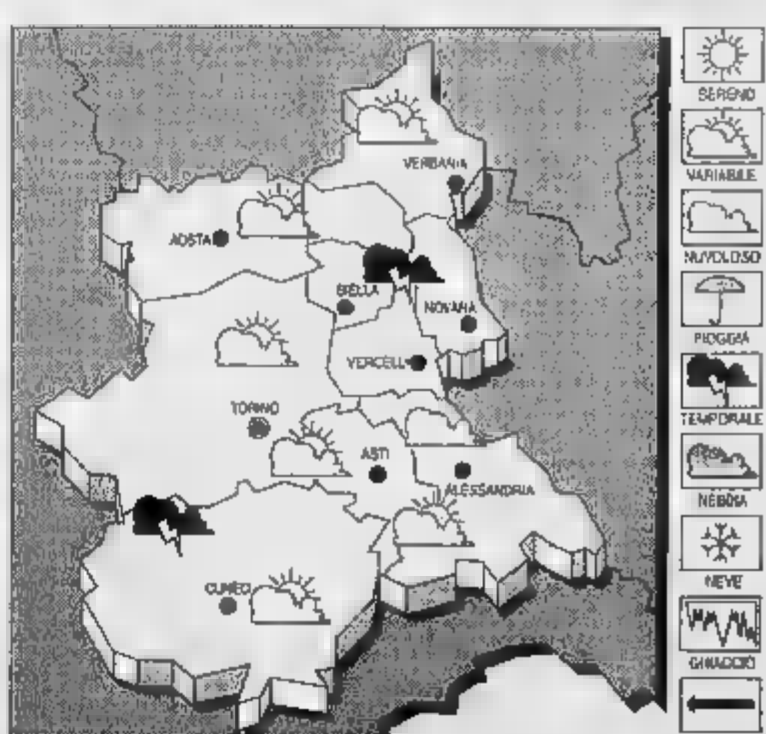 VERBANIA
AOSTA
BIELLA
NOVARA
VERCELLI
TORINO
ASTI
ALESSANDRIA
CUNEO
SERENO
VARIABILE
NUVOLOSO
PIOGGIA
TEMPORALE
NEBBIA
NEVE
GHIACCIO